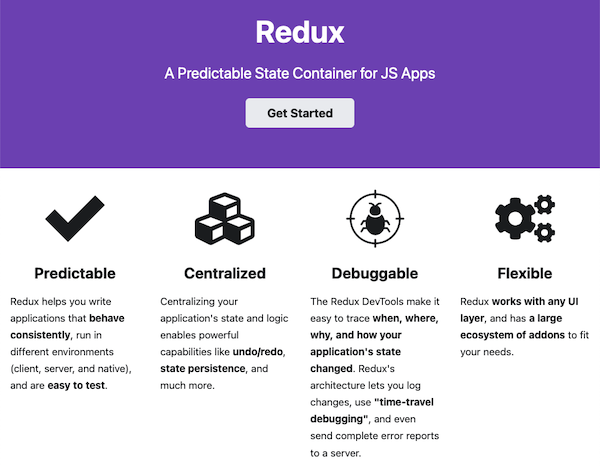 Redux
A Predictable State Container for JS Apps
Get Started
Predictable
Redux helps you write
applications that behave
consistently, run in
different environments
(client, server, and native),
and are easy to test.
Centralized
Centralizing your
application's state and logic
enables powerful
capabilities like undo/redo,
state persistence, and
much more.
Debuggable
The Redux DevTools make it
easy to trace when, where,
why, and how your
application's state
changed. Redux's
architecture lets you log
changes, use "time-travel
debugging", and even
send complete error reports
to a server.
Flexible
Redux works with any UI
layer, and has a large
ecosystem of addons to fit
your needs.